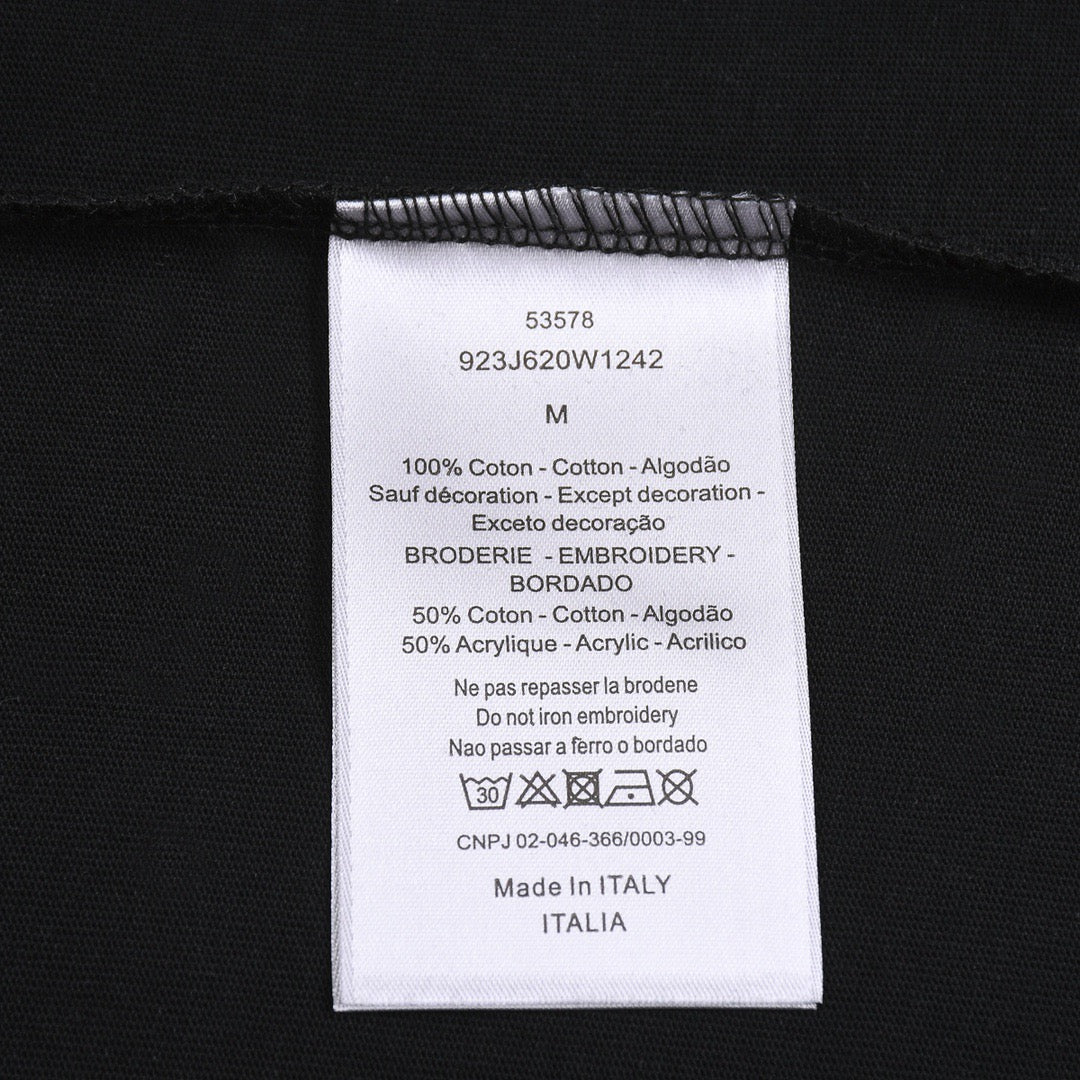 53578
923J620W1242
M
100% Coton - Cotton - Algodão
Sauf décoration - Except decoration -
Exceto decoração
BRODERIE - EMBROIDERY -
BORDADO
50% Coton - Cotton - Algodão
50% Acrylique - Acrylic - Acrilico
Ne pas repasser la brodene
Do not iron embroidery
Nao passar a ferro o bordado
30
CNPJ 02-046-366/0003-99
Made In ITALY
ITALIA